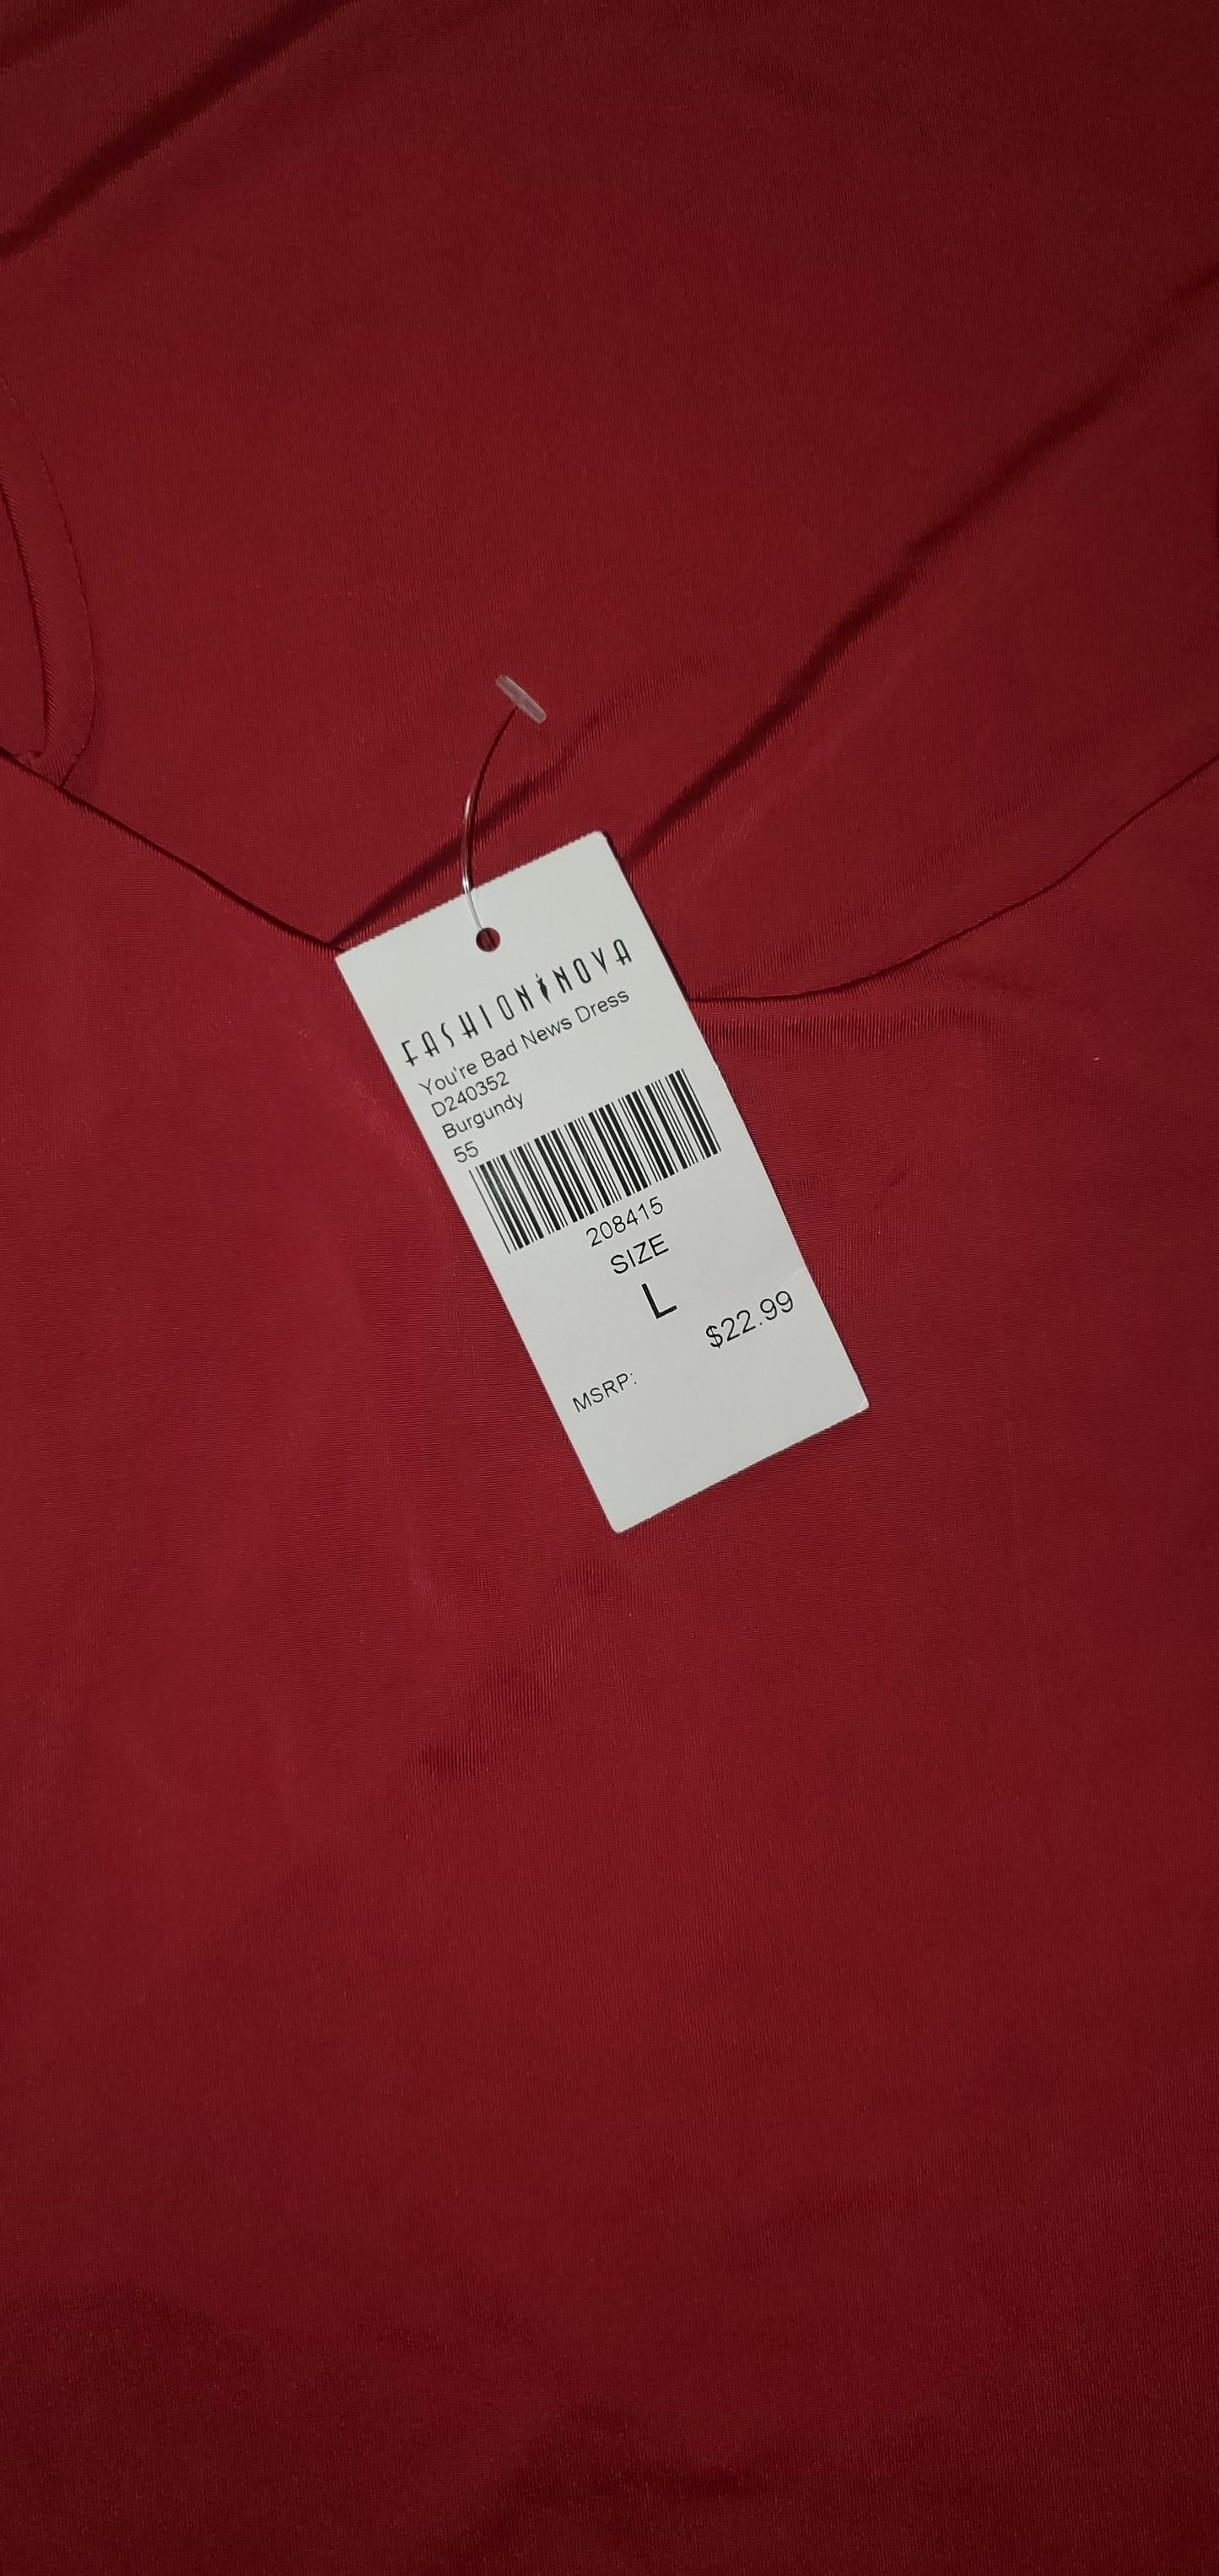 FASHION NOVA
You're Bad News Dress
D240352
Burgundy
55
208415
SIZE
L
$22.99
MSRP: